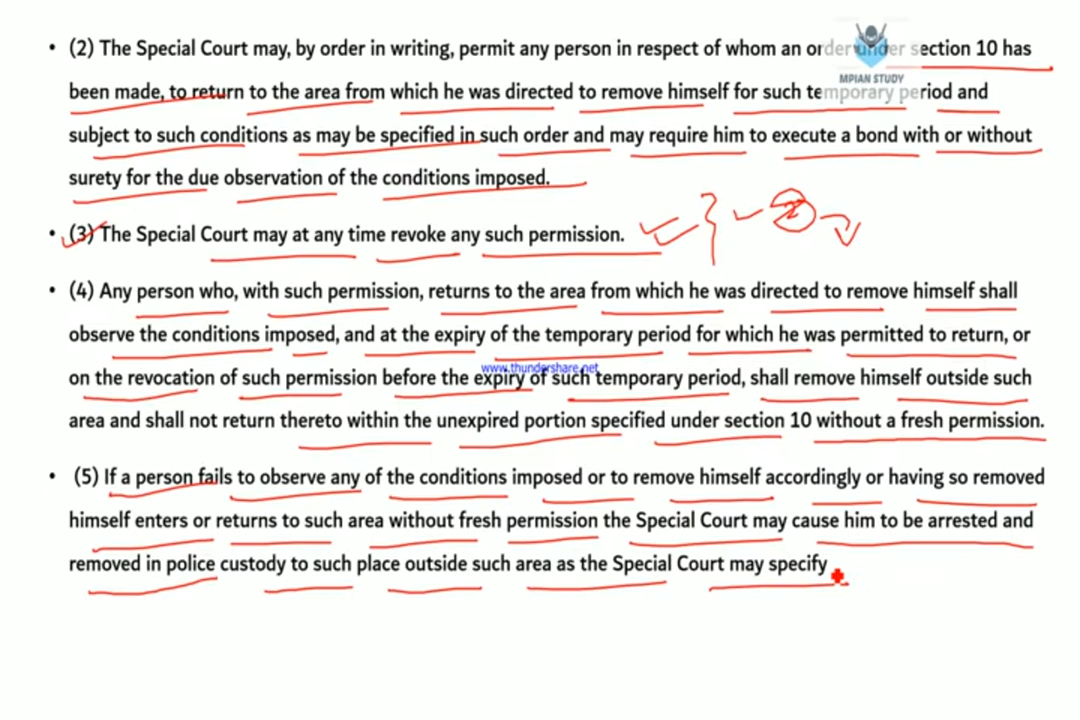 • (2) The Special Court may, by order in writing, permit any person in respect of whom an order under section 10 has
MPIAN STUDY
been made, to return to the area from which he was directed to remove himself for such temporary period and
subject to such conditions as may be specified in such order and may require him to execute a bond with or without
surety for the due observation of the conditions imposed.
• (3) The Special Court may at any time revoke any such permission.
• (4) Any person who, with such permission, returns to the area from which he was directed to remove himself shall
observe the conditions imposed, and at the expiry of the temporary period for which he was permitted to return, or
www.thundershare.net
on the revocation of such permission before the expiry of such temporary period, shall remove himself outside such
area and shall not return thereto within the unexpired portion specified under section 10 without a fresh permission.
• (5) If a person fails to observe any of the conditions imposed or to remove himself accordingly or having so removed
himself enters or returns to such area without fresh permission the Special Court may cause him to be arrested and
removed in police custody to such place outside such area as the Special Court may specify